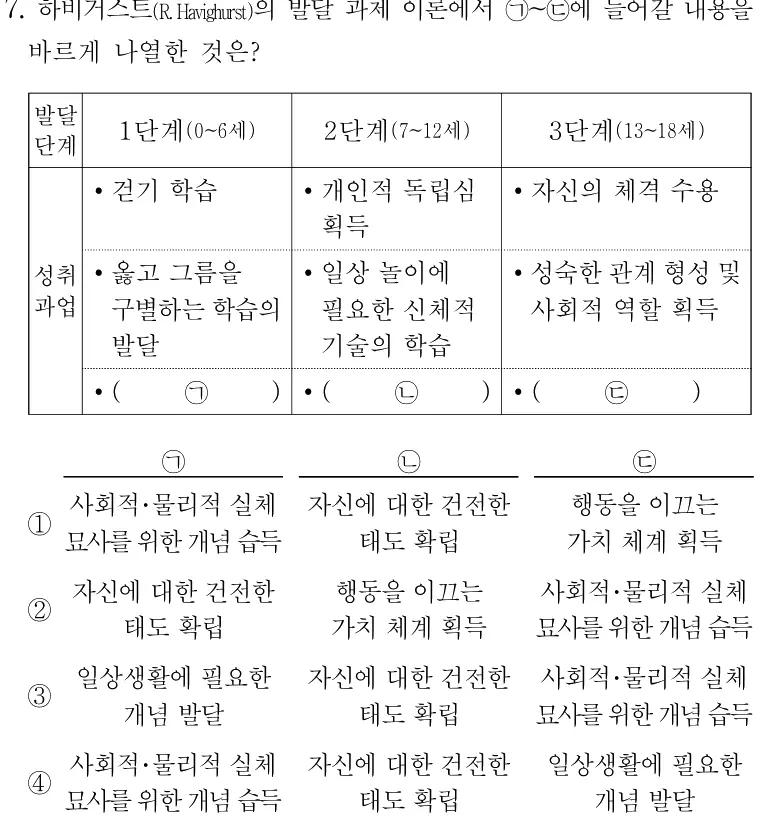 7. 하비거스트(R. Havighurst)의 발달 과제 이론에서 ㉠~㉢에 들어갈 내용을
바르게 나열한 것은?
발달
단계
1단계(0~6세)
2단계(7~12세)
3단계(13~18세)
성취
과업
• 걷기 학습
• 개인적 독립심
획득
• 자신의 체격 수용
• 옳고 그름을
구별하는 학습의
발달
• 일상 놀이에
필요한 신체적
기술의 학습
• 성숙한 관계 형성 및
사회적 역할 획득
• ( ㉠ )
• ( ㉡ )
• ( ㉢ )
㉠
㉡
㉢
①
사회적·물리적 실체
묘사를 위한 개념 습득
자신에 대한 건전한
태도 확립
행동을 이끄는
가치 체계 획득
②
자신에 대한 건전한
태도 확립
행동을 이끄는
가치 체계 획득
사회적·물리적 실체
묘사를 위한 개념 습득
③
일상생활에 필요한
개념 발달
자신에 대한 건전한
태도 확립
사회적·물리적 실체
묘사를 위한 개념 습득
④
사회적·물리적 실체
묘사를 위한 개념 습득
자신에 대한 건전한
태도 확립
일상생활에 필요한
개념 발달